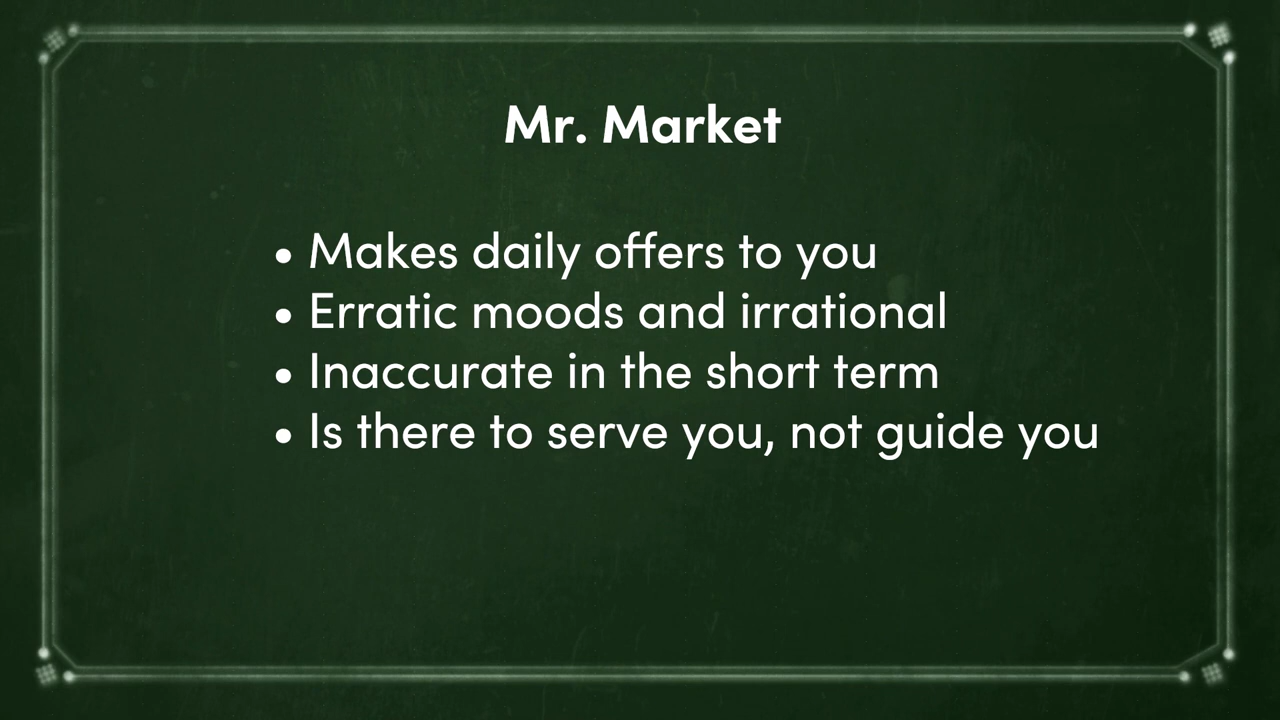 Mr. Market
• Makes daily offers to you
• Erratic moods and irrational
• Inaccurate in the short term
• Is there to serve you, not guide you